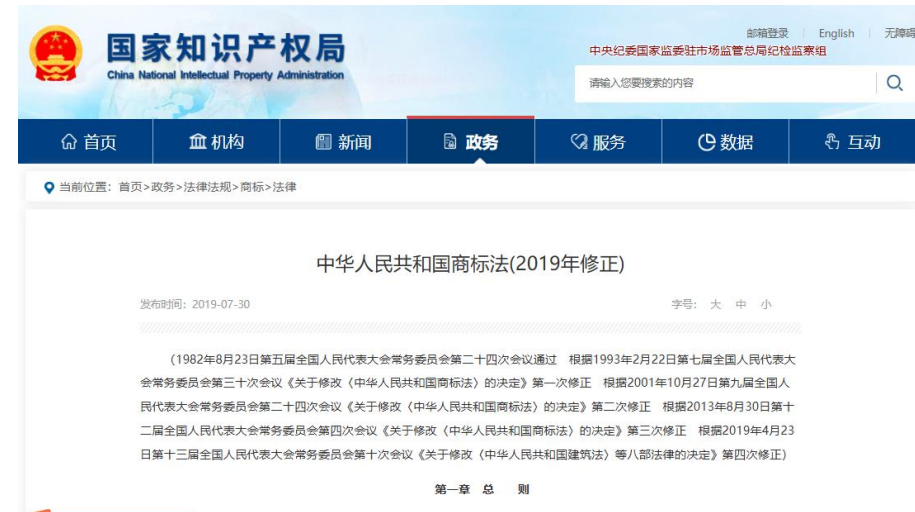 国家知识产权局
China National Intellectual Property Administration
邮箱登录 English 无障碍
中央纪委国家监委驻市场监管总局纪检监察组
请输入您要搜索的内容
首页 机构 新闻 政务 服务 数据 互动
当前位置：首页>政务>法律法规>商标>法律
中华人民共和国商标法(2019年修正)
发布时间：2019-07-30 字号： 大 中 小
（1982年8月23日第五届全国人民代表大会常务委员会第二十四次会议通过 根据1993年2月22日第七届全国人民代表大
会常务委员会第三十次会议《关于修改〈中华人民共和国商标法〉的决定》第一次修正 根据2001年10月27日第九届全国人
民代表大会常务委员会第二十四次会议《关于修改〈中华人民共和国商标法〉的决定》第二次修正 根据2013年8月30日第十
二届全国人民代表大会常务委员会第四次会议《关于修改〈中华人民共和国商标法〉的决定》第三次修正 根据2019年4月23
日第十三届全国人民代表大会常务委员会第十次会议《关于修改〈中华人民共和国建筑法〉等八部法律的决定》第四次修正）
第一章 总 则